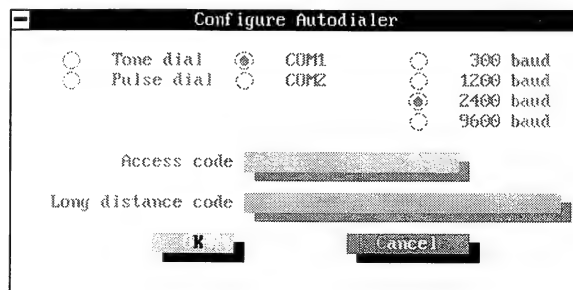 Configure Autodialer
Tone dial COM1 300 baud
Pulse dial COM2 1200 baud
2400 baud
9600 baud
Access code
Long distance code
K Cancel